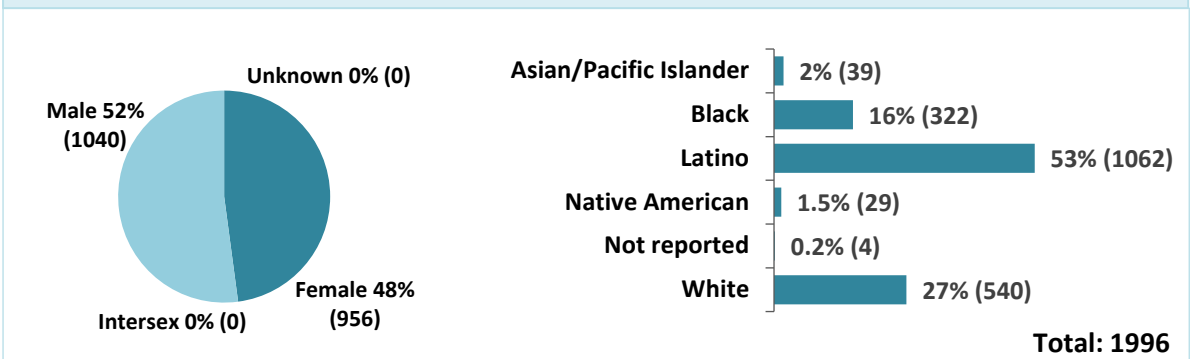 Unknown 0% (0)
Male 52%
(1040)
Female 48%
(956)
Intersex 0% (0)
Asian/Pacific Islander 2% (39)
Black 16% (322)
Latino 53% (1062)
Native American 1.5% (29)
Not reported 0.2% (4)
White 27% (540)
Total: 1996